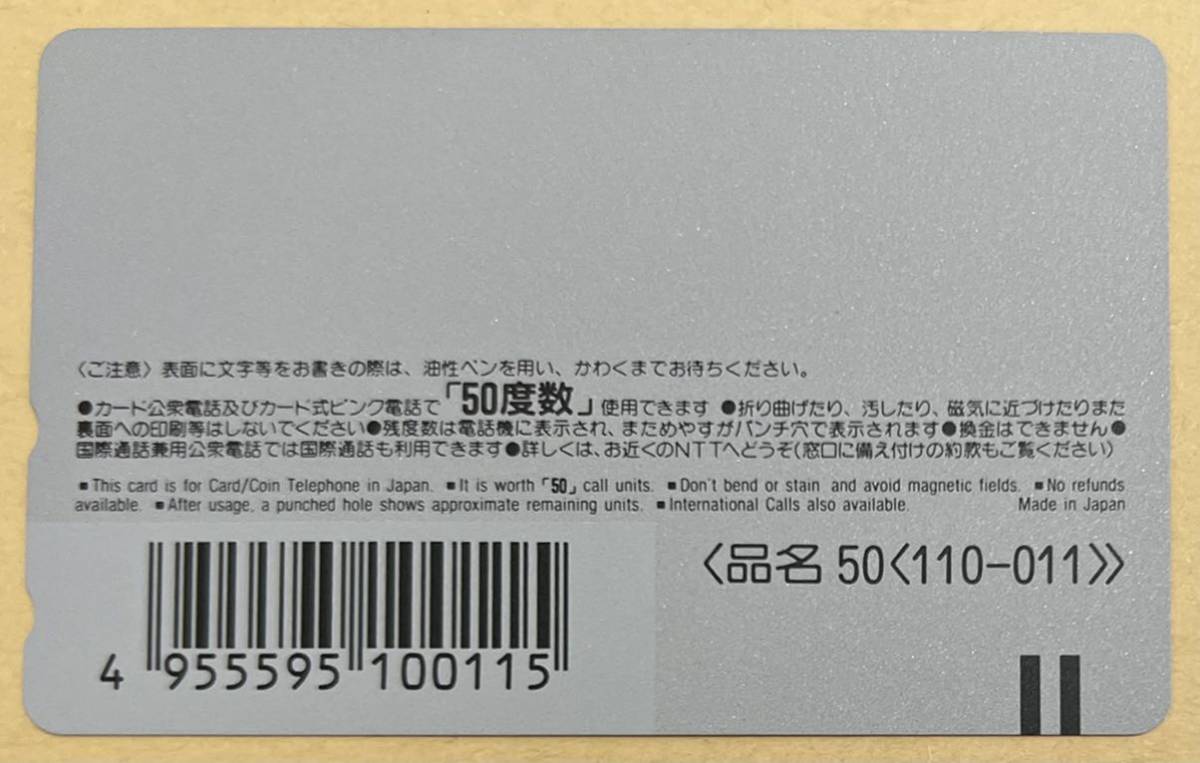 〈ご注意〉表面に文字等をお書きの際は、油性ペンを用い、かわくまでお待ちください。
●カード公衆電話及びカード式ピンク電話で「50度数」使用できます ●折り曲げたり、汚したり、磁気に近づけたりまた
裏面への印刷等はしないでください●残度数は電話機に表示され、まためやすがパンチ穴で表示されます●換金はできません●
国際通話兼用公衆電話では国際通話も利用できます●詳しくは、お近くのNTTへどうぞ(窓口に備え付けの約款もご覧ください)
■This card is for Card/Coin Telephone in Japan. ■It is worth「50」call units. ■Don't bend or stain and avoid magnetic fields. ■No refunds
available. ■After usage, a punched hole shows approximate remaining units. ■International Calls also available. Made in Japan
〈品名 50〈110-011〉〉
4 955595 100115